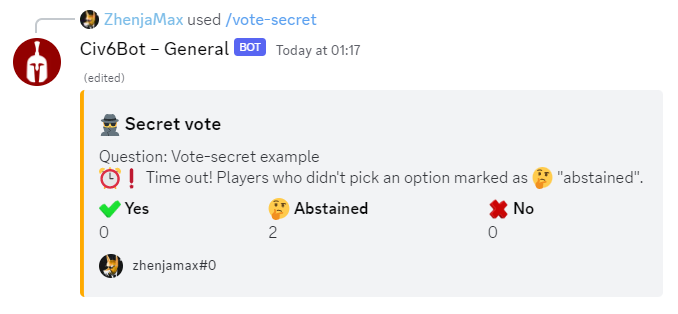 ZhenjaMax used /vote-secret
Civ6Bot – General BOT Today at 01:17
(edited)
Secret vote
Question: Vote-secret example
Time out! Players who didn't pick an option marked as 🤔 "abstained".
Yes Abstained No
0 2 0
zhenjamax#0